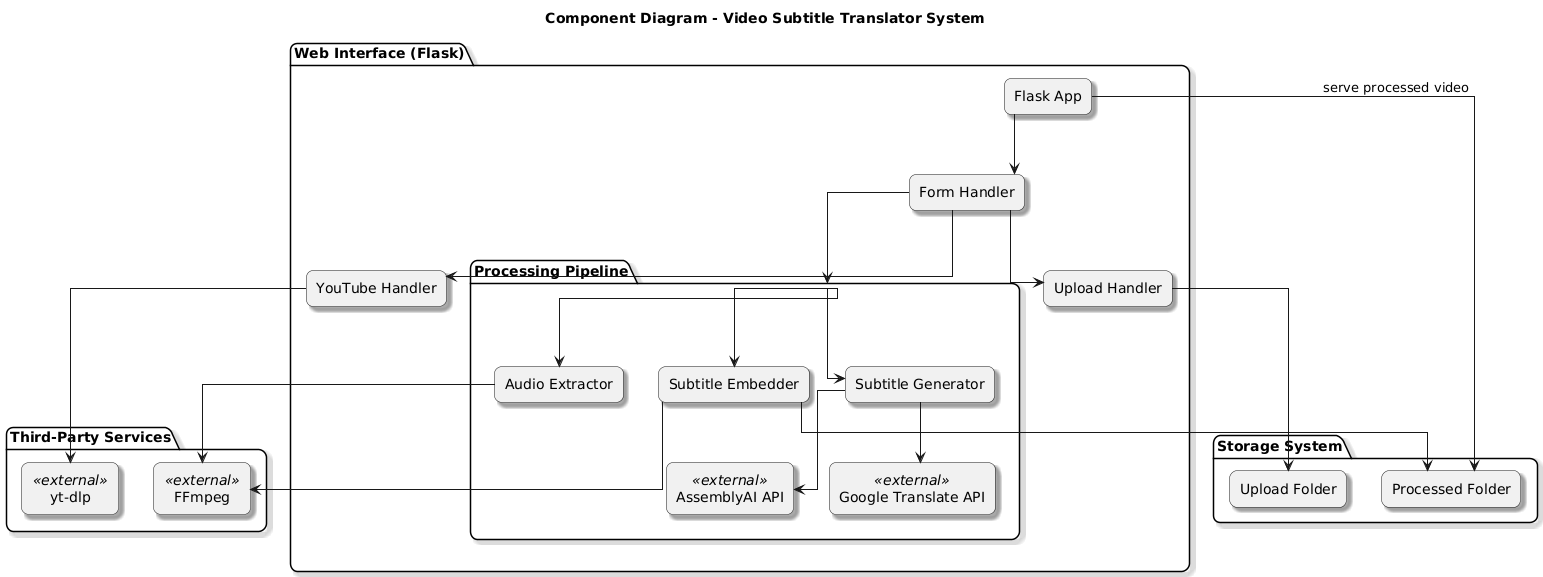 Component Diagram - Video Subtitle Translator System
Web Interface (Flask)
Flask App
serve processed video
Form Handler
Processing Pipeline
YouTube Handler
Upload Handler
Audio Extractor
Subtitle Embedder
Subtitle Generator
Third-Party Services
Storage System
«external»
yt-dlp
«external»
FFmpeg
«external»
AssemblyAI API
«external»
Google Translate API
Upload Folder
Processed Folder